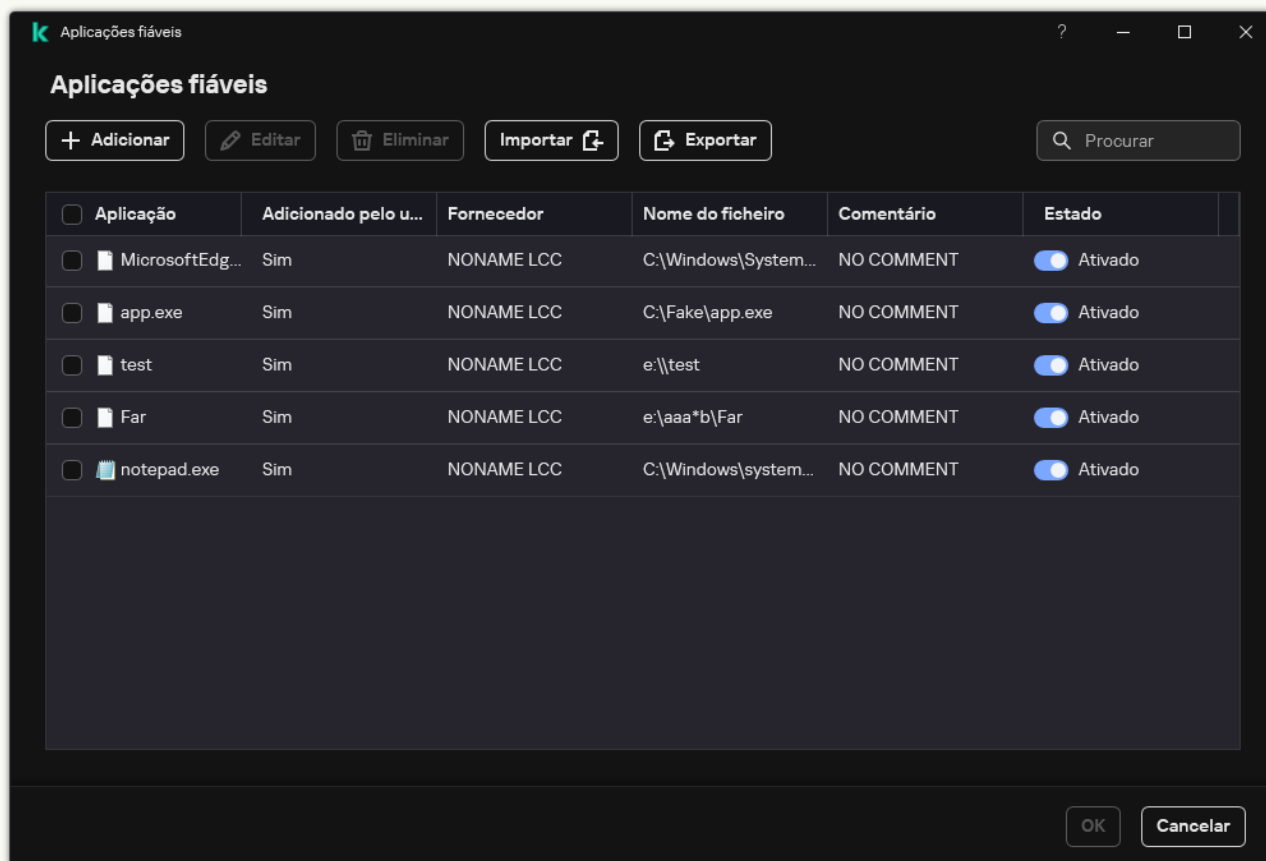 Aplicações fiáveis
?
Aplicações fiáveis
Adicionar Editar Eliminar Importar Exportar Procurar
Aplicação Adicionado pelo u... Fornecedor Nome do ficheiro Comentário Estado
MicrosoftEdg... Sim NONAME LCC C:\Windows\System... NO COMMENT Ativado
app.exe Sim NONAME LCC C:\Fake\app.exe NO COMMENT Ativado
test Sim NONAME LCC e:\\test NO COMMENT Ativado
Far Sim NONAME LCC e:\aaa*b\Far NO COMMENT Ativado
notepad.exe Sim NONAME LCC C:\Windows\system... NO COMMENT Ativado
OK Cancelar